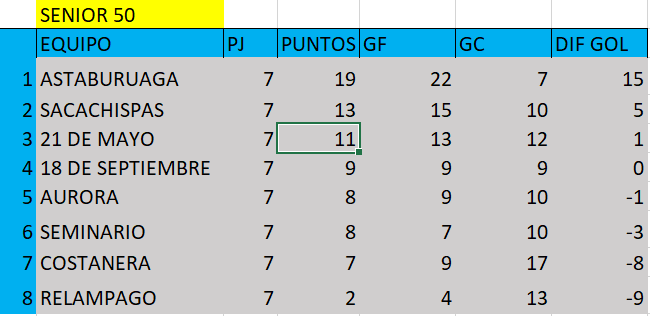 SENIOR 50
EQUIPO PJ PUNTOS GF GC DIF GOL
1 ASTABURUAGA 7 19 22 7 15
2 SACACHISPAS 7 13 15 10 5
3 21 DE MAYO 7 11 13 12 1
4 18 DE SEPTIEMBRE 7 9 9 9 0
5 AURORA 7 8 9 10 -1
6 SEMINARIO 7 8 7 10 -3
7 COSTANERA 7 7 9 17 -8
8 RELAMPAGO 7 2 4 13 -9